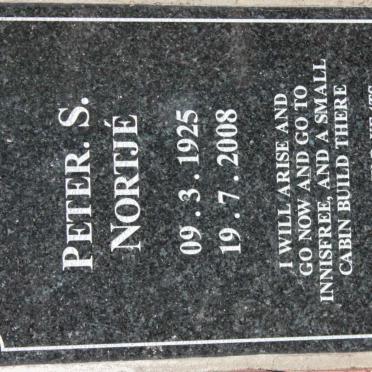 PETER. S.
NORTJÉ
09 . 3 . 1925
19 . 7 . 2008
I WILL ARISE AND
GO NOW AND GO TO
INNISFREE, AND A SMALL
CABIN BUILD THERE